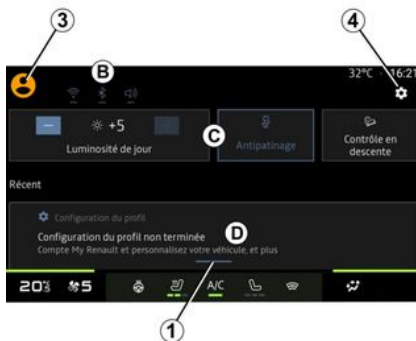 3
4
B
32°C
16:21
+5
C
Luminosité de jour
Antipatinage
Contrôle en
descente
Récent
Configuration du profil
Configuration du profil non terminée
D
Compte My Renault et personnalisez votre véhicule, et plus
20
5
A/C
1